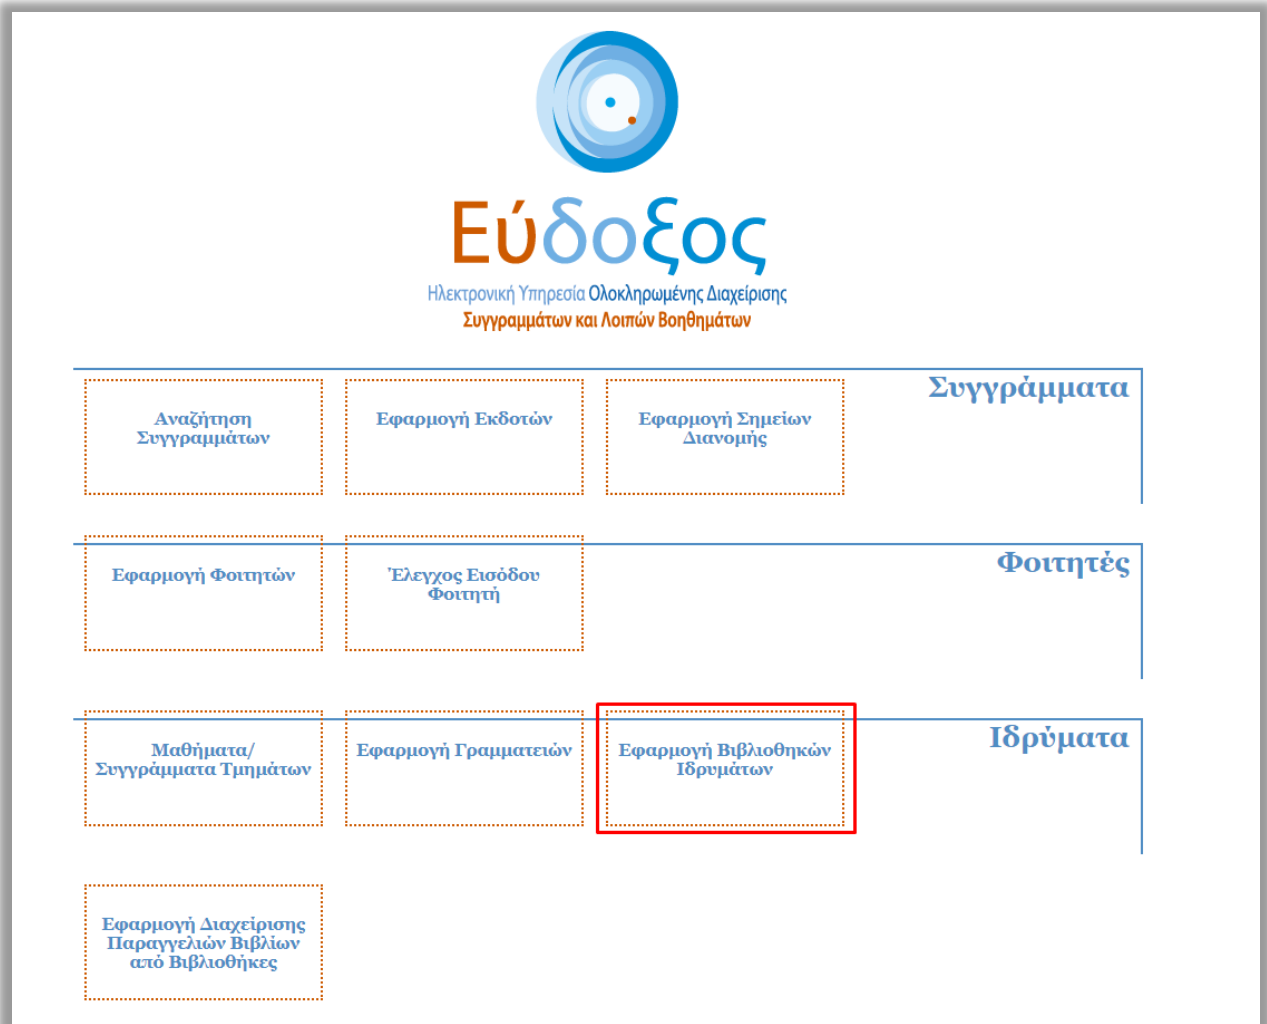 Εύδοξος
Ηλεκτρονική Υπηρεσία Ολοκληρωμένης Διαχείρισης
Συγγραμμάτων και Λοιπών Βοηθημάτων
Συγγράμματα
Αναζήτηση
Συγγραμμάτων
Εφαρμογή Εκδοτών
Εφαρμογή Σημείων
Διανομής
Φοιτητές
Εφαρμογή Φοιτητών
Έλεγχος Εισόδου
Φοιτητή
Ιδρύματα
Μαθήματα/
Συγγράμματα Τμημάτων
Εφαρμογή Γραμματειών
Εφαρμογή Βιβλιοθηκών
Ιδρυμάτων
Εφαρμογή Διαχείρισης
Παραγγελιών Βιβλίων
από Βιβλιοθήκες